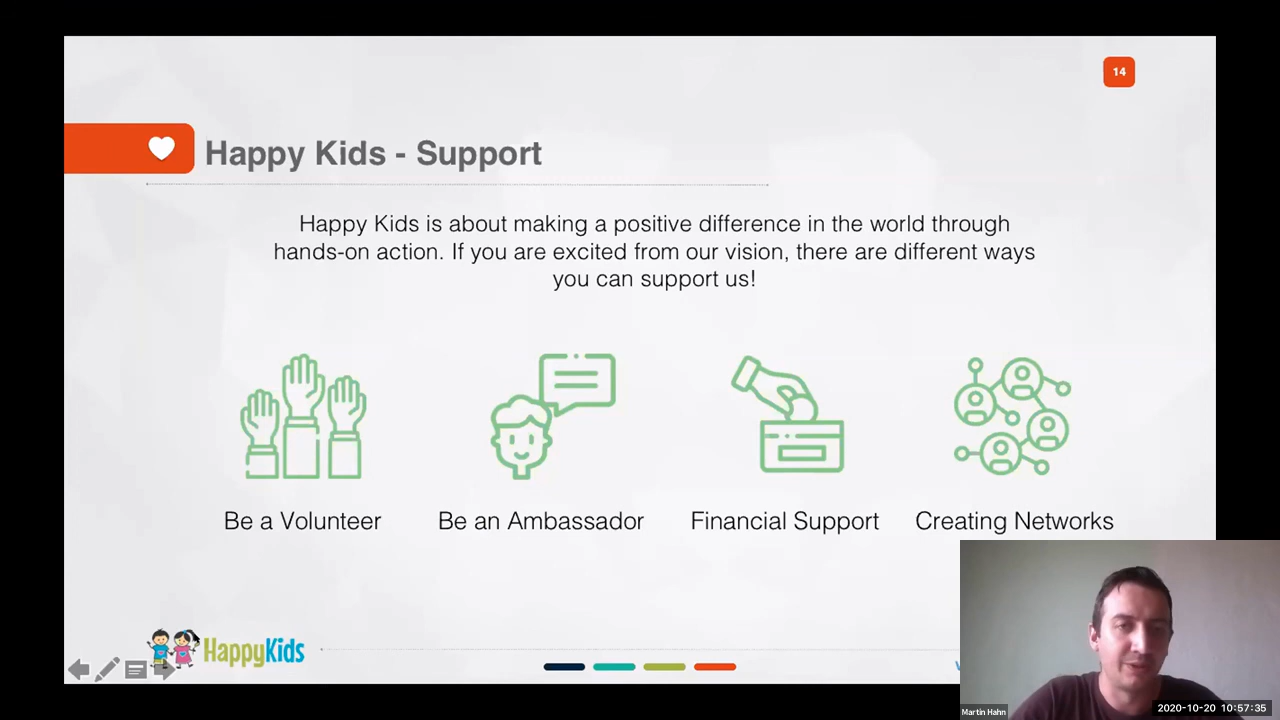 14
Happy Kids - Support
Happy Kids is about making a positive difference in the world through
hands-on action. If you are excited from our vision, there are different ways
you can support us!
Be a Volunteer
Be an Ambassador
Financial Support
Creating Networks
HappyKids
Martin Hahn
2020-10-20 10:57:35